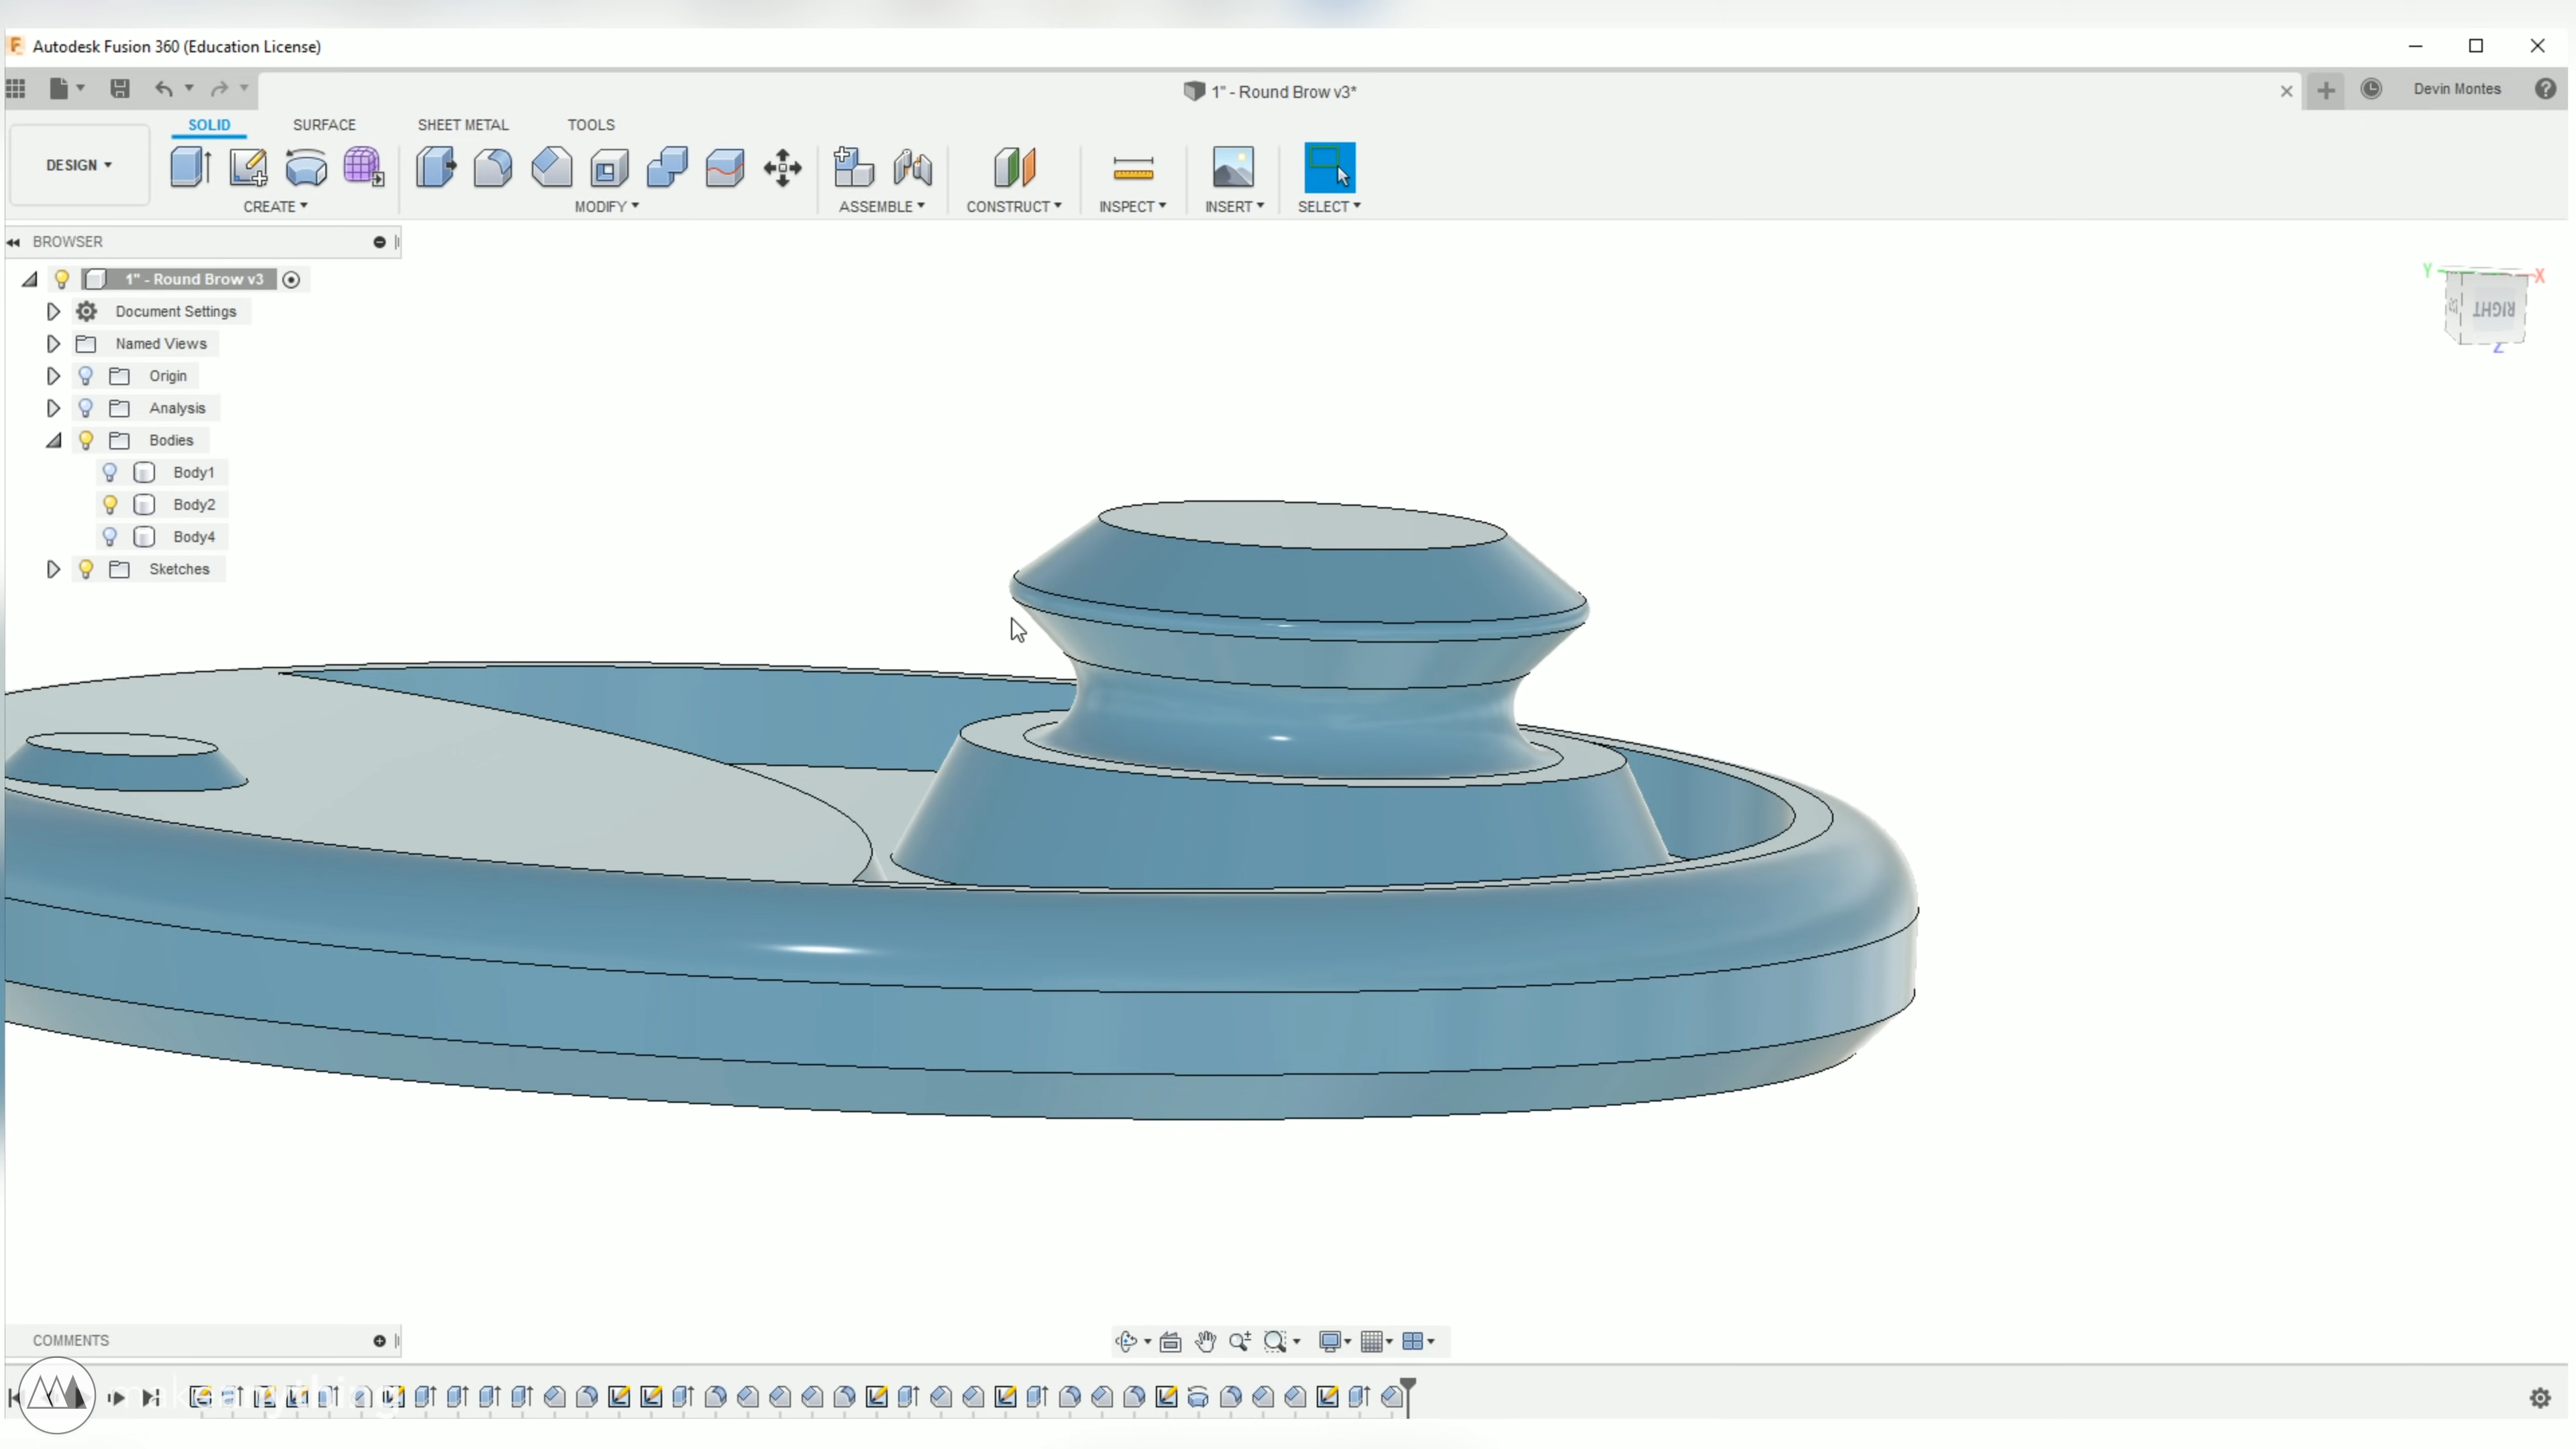 Autodesk Fusion 360 (Education License)
1" - Round Brow v3*
Devin Montes
SOLID SURFACE SHEET METAL TOOLS
DESIGN
CREATE MODIFY ASSEMBLE CONSTRUCT INSPECT INSERT SELECT
BROWSER
1" - Round Brow v3
Document Settings
Named Views
Origin
Analysis
Bodies
Body1
Body2
Body4
Sketches
Y X
RIGHT
Z
COMMENTS
makeanything